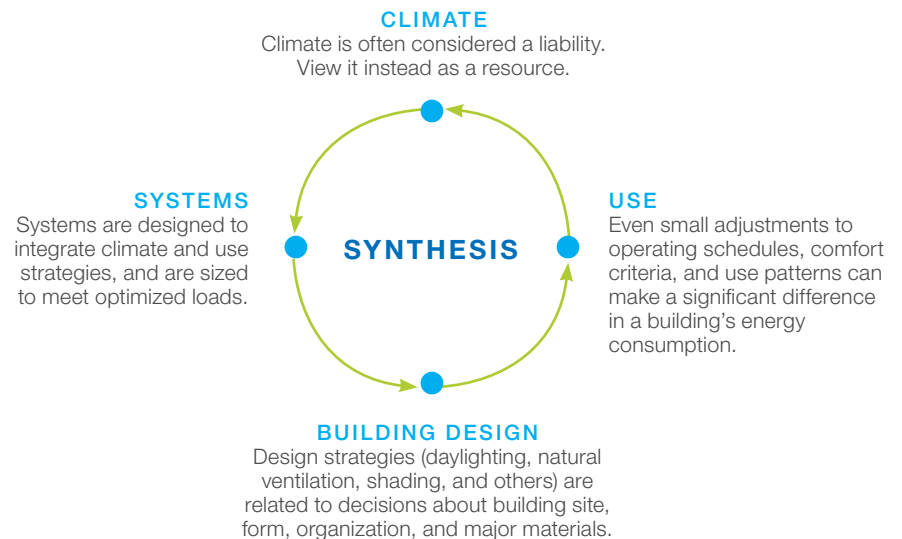 CLIMATE
Climate is often considered a liability.
View it instead as a resource.
SYSTEMS
Systems are designed to
integrate climate and use
strategies, and are sized
to meet optimized loads.
SYNTHESIS
USE
Even small adjustments to
operating schedules, comfort
criteria, and use patterns can
make a significant difference
in a building’s energy
consumption.
BUILDING DESIGN
Design strategies (daylighting, natural
ventilation, shading, and others) are
related to decisions about building site,
form, organization, and major materials.